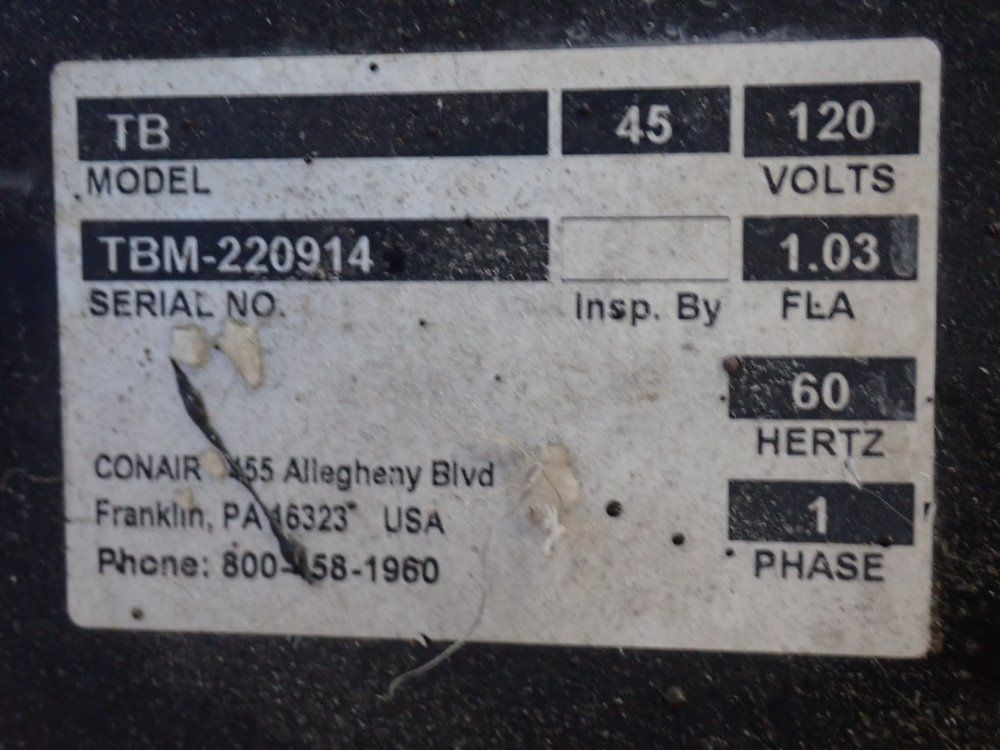 TB 45 120
MODEL VOLTS
TBM-220914 1.03
SERIAL NO. Insp. By FLA
60
HERTZ
CONAIR 455 Allegheny Blvd
Franklin, PA 16323 USA
1
Phone: 800-458-1960
PHASE